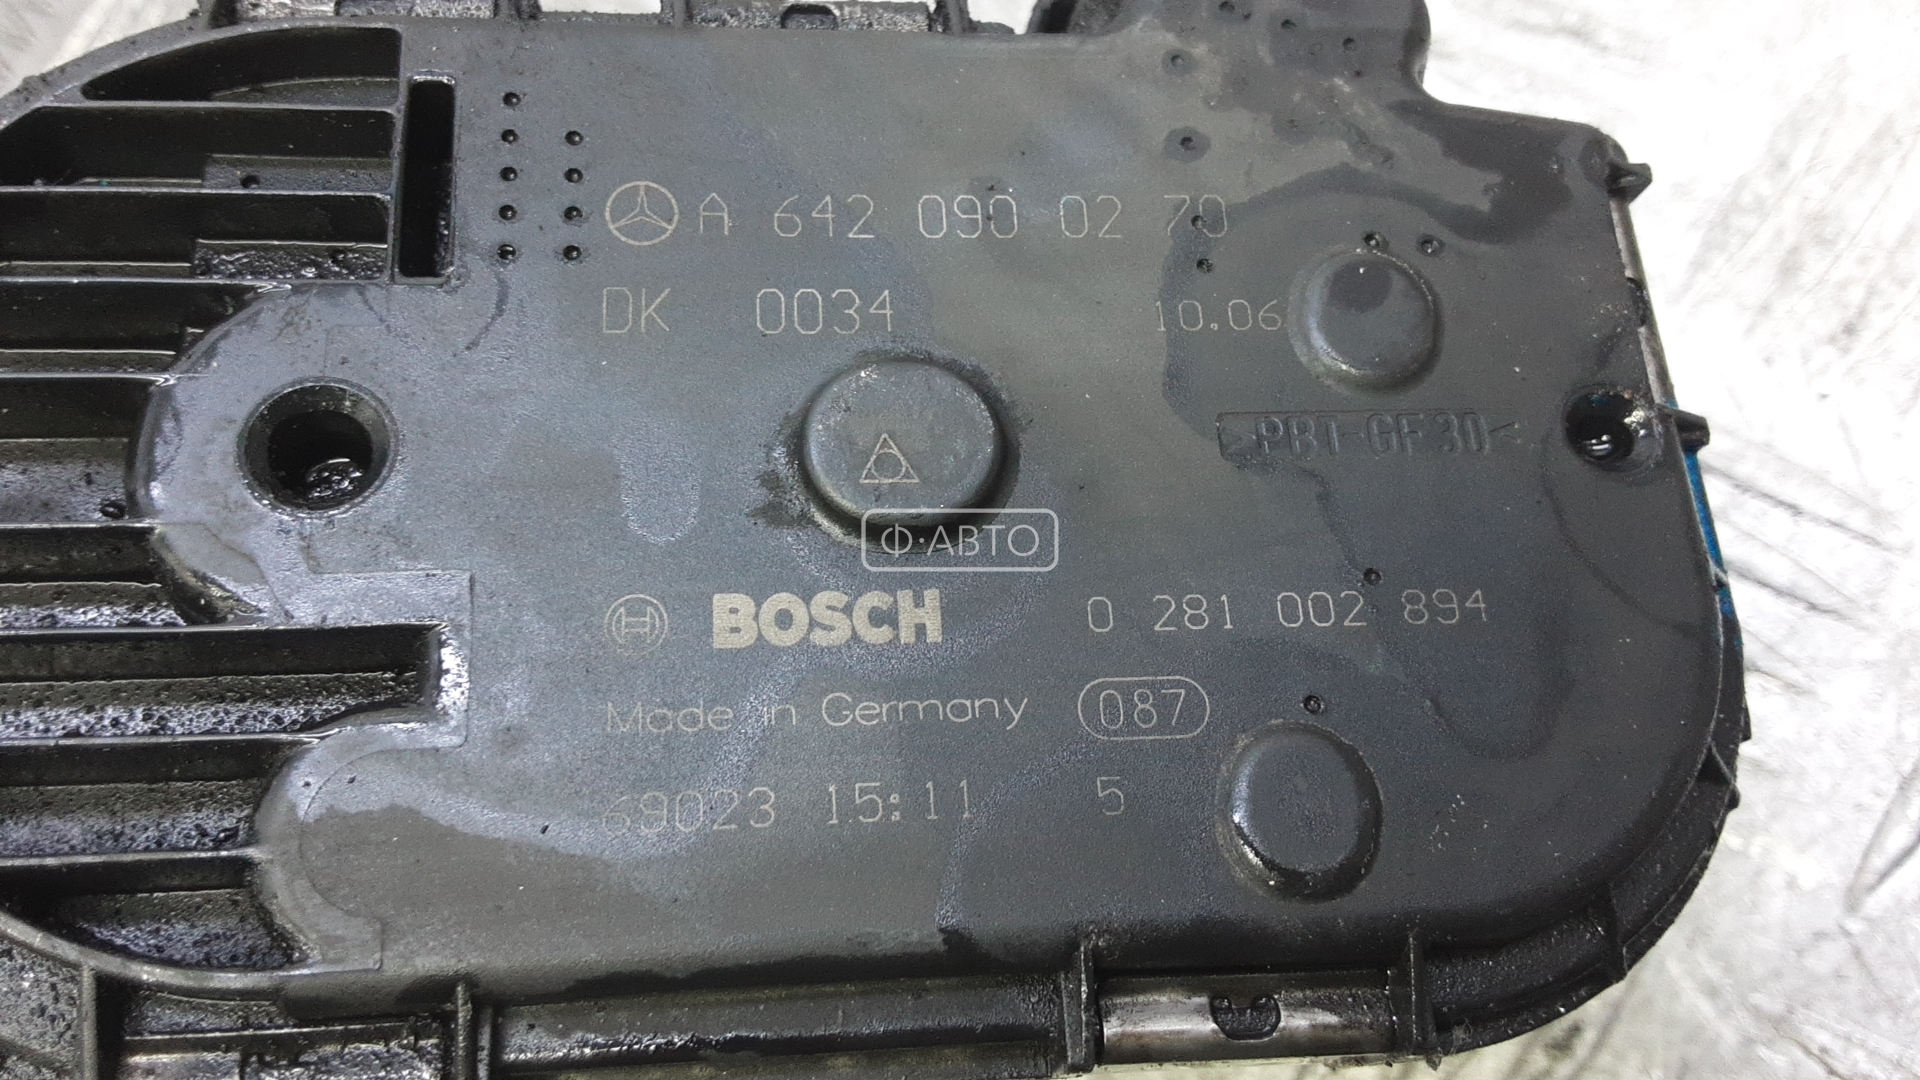 A 642 090 02 70
DK 0034 10.06
>PBT-GF30<
Ф·АВТО
BOSCH 0 281 002 894
Made in Germany 087
69023 15:11 5